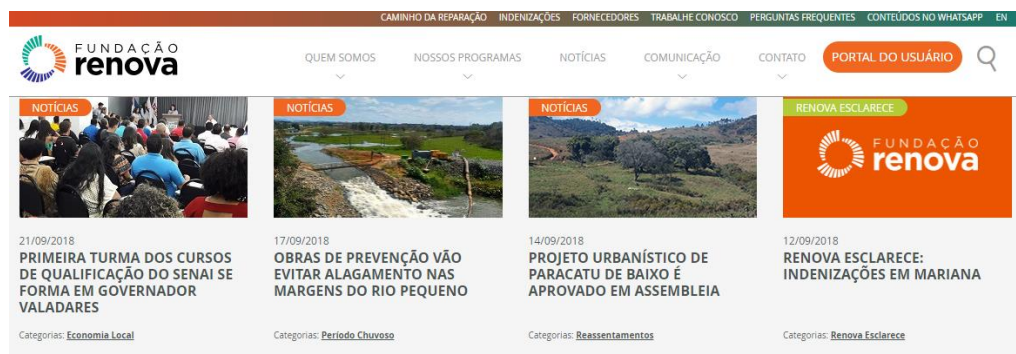 CAMINHO DA REPARAÇÃO INDENIZAÇÕES FORNECEDORES TRABALHE CONOSCO PERGUNTAS FREQUENTES CONTEÚDOS NO WHATSAPP EN
FUNDAÇÃO
renova
QUEM SOMOS NOSSOS PROGRAMAS NOTÍCIAS COMUNICAÇÃO CONTATO PORTAL DO USUÁRIO
NOTÍCIAS
21/09/2018
PRIMEIRA TURMA DOS CURSOS
DE QUALIFICAÇÃO DO SENAI SE
FORMA EM GOVERNADOR
VALADARES
Categorias: Economia Local
NOTÍCIAS
17/09/2018
OBRAS DE PREVENÇÃO VÃO
EVITAR ALAGAMENTO NAS
MARGENS DO RIO PEQUENO
Categorias: Período Chuvoso
NOTÍCIAS
14/09/2018
PROJETO URBANÍSTICO DE
PARACATU DE BAIXO É
APROVADO EM ASSEMBLEIA
Categorias: Reassentamentos
RENOVA ESCLARECE
FUNDAÇÃO
renova
12/09/2018
RENOVA ESCLARECE:
INDENIZAÇÕES EM MARIANA
Categorias: Renova Esclarece